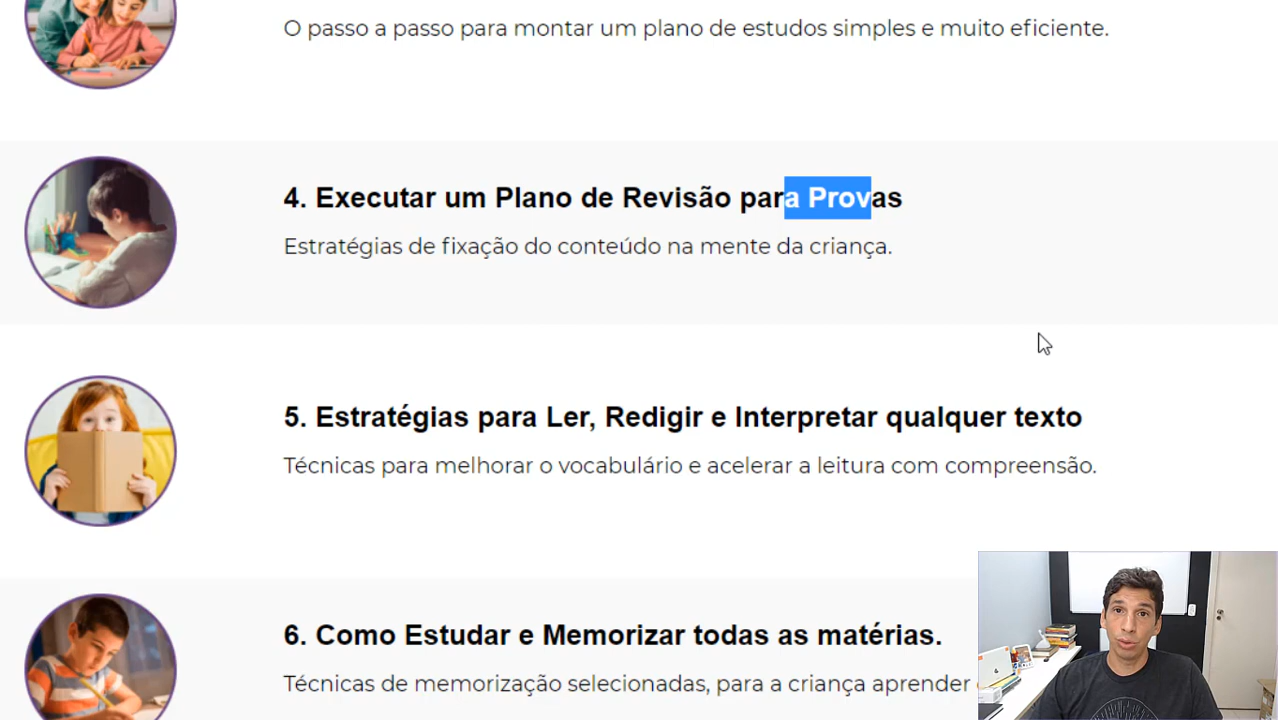 O passo a passo para montar um plano de estudos simples e muito eficiente.
4. Executar um Plano de Revisão para Provas
Estratégias de fixação do conteúdo na mente da criança.
5. Estratégias para Ler, Redigir e Interpretar qualquer texto
Técnicas para melhorar o vocabulário e acelerar a leitura com compreensão.
6. Como Estudar e Memorizar todas as matérias.
Técnicas de memorização selecionadas, para a criança aprender